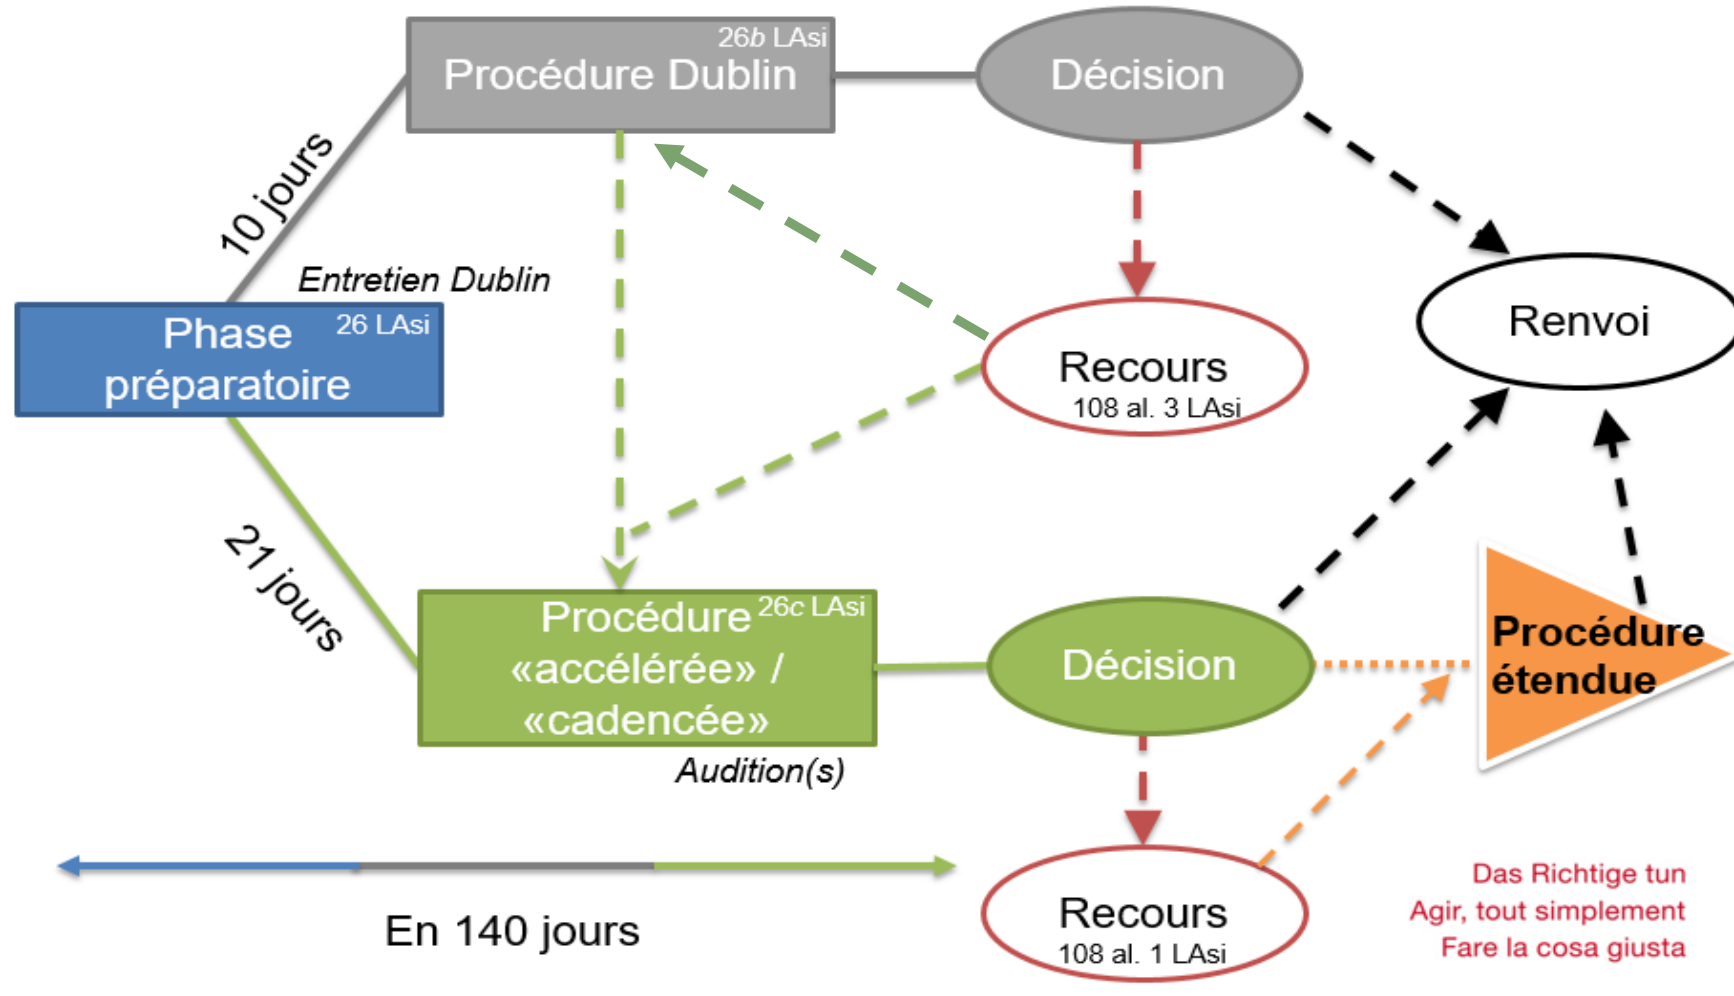 26b LAsi
Procédure Dublin
Décision
10 jours
Entretien Dublin
Phase 26 LAsi
préparatoire
Renvoi
Recours
108 al. 3 LAsi
21 jours
Procédure 26c LAsi
«accélérée» /
«cadencée»
Audition(s)
Décision
Procédure
étendue
En 140 jours
Recours
108 al. 1 LAsi
Das Richtige tun
Agir, tout simplement
Fare la cosa giusta